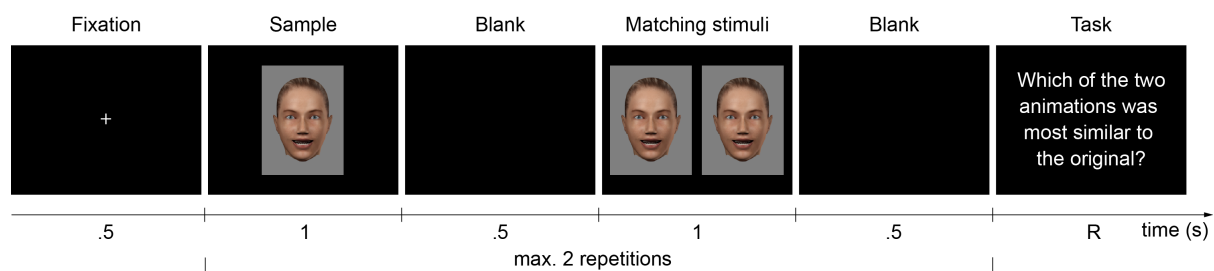 Fixation
Sample
Blank
Matching stimuli
Blank
Task
Which of the two
animations was
most similar to
the original?
.5
1
.5
1
.5
R
time (s)
max. 2 repetitions